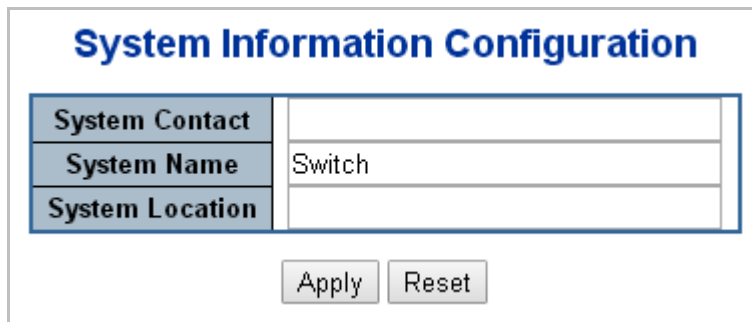 System Information Configuration
System Contact
System Name Switch
System Location
Apply Reset